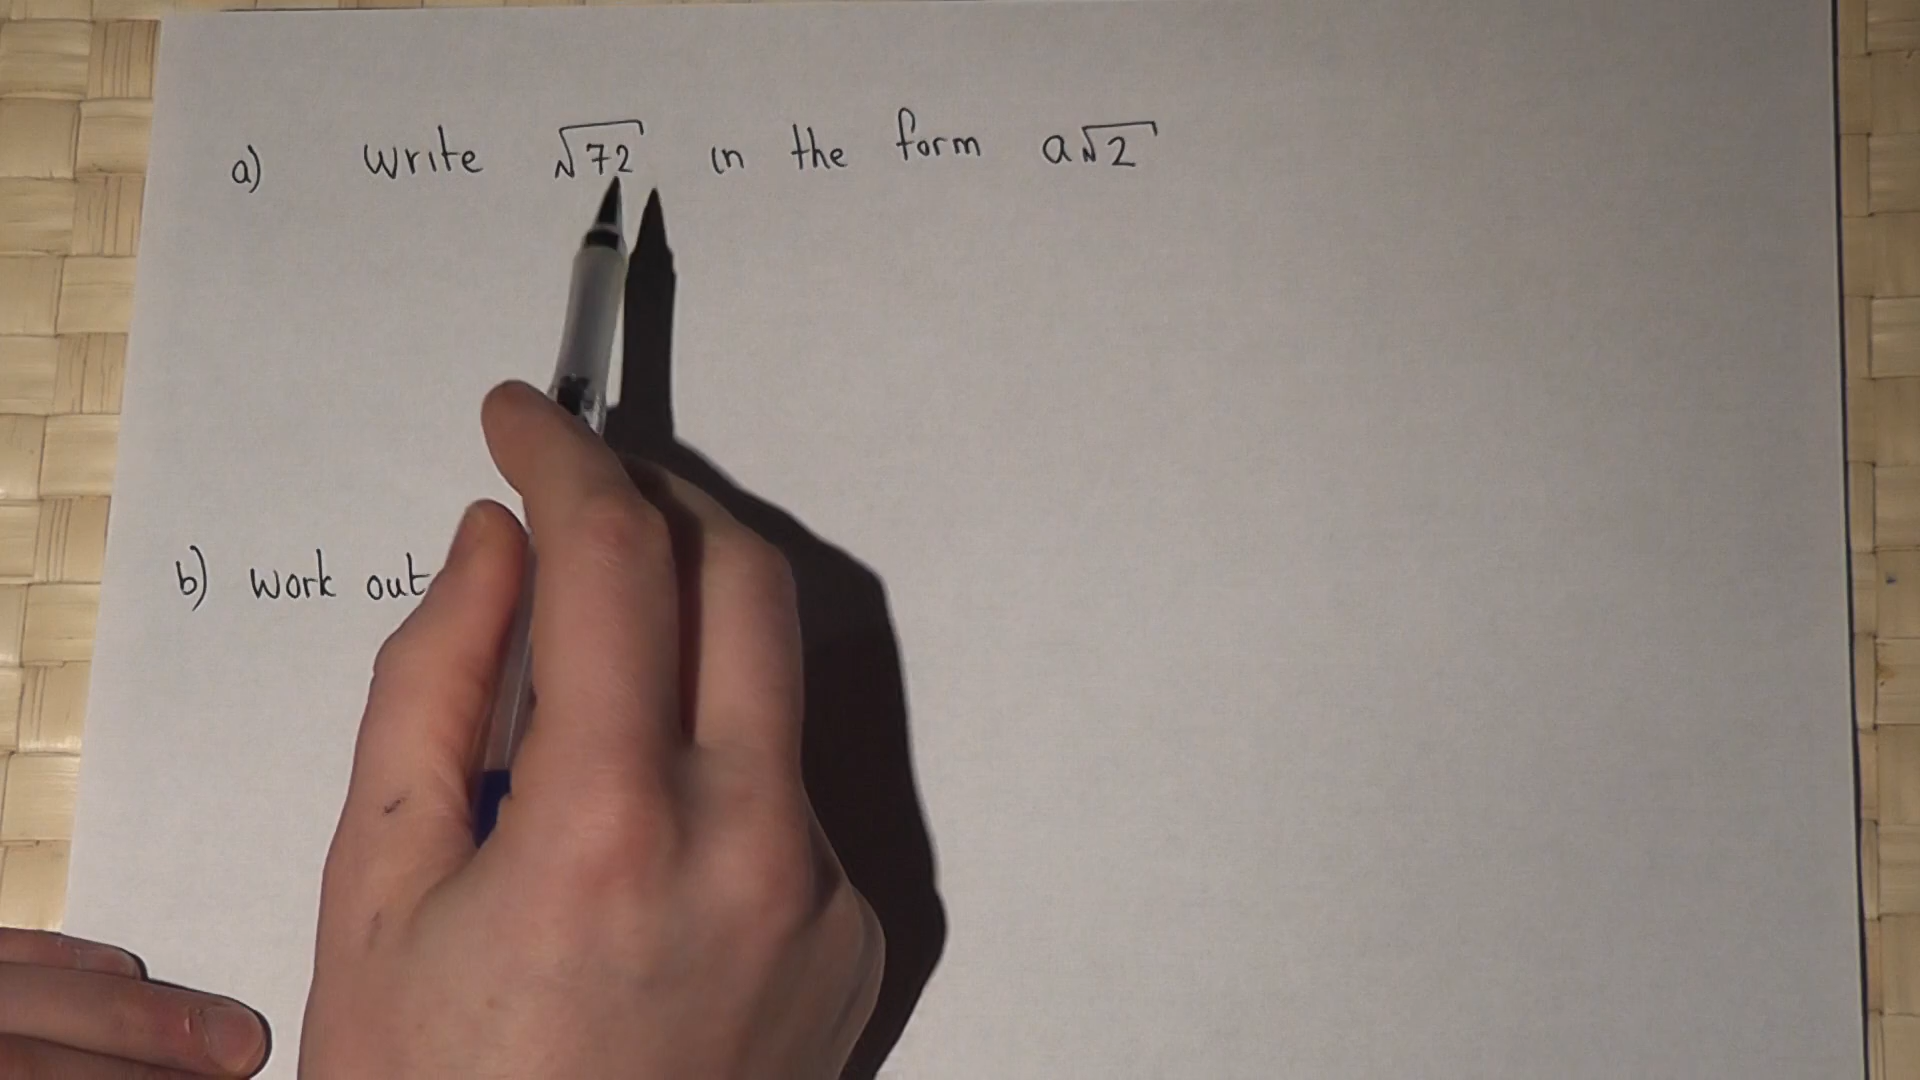 a) Write √72 in the form a√2
b) Work out